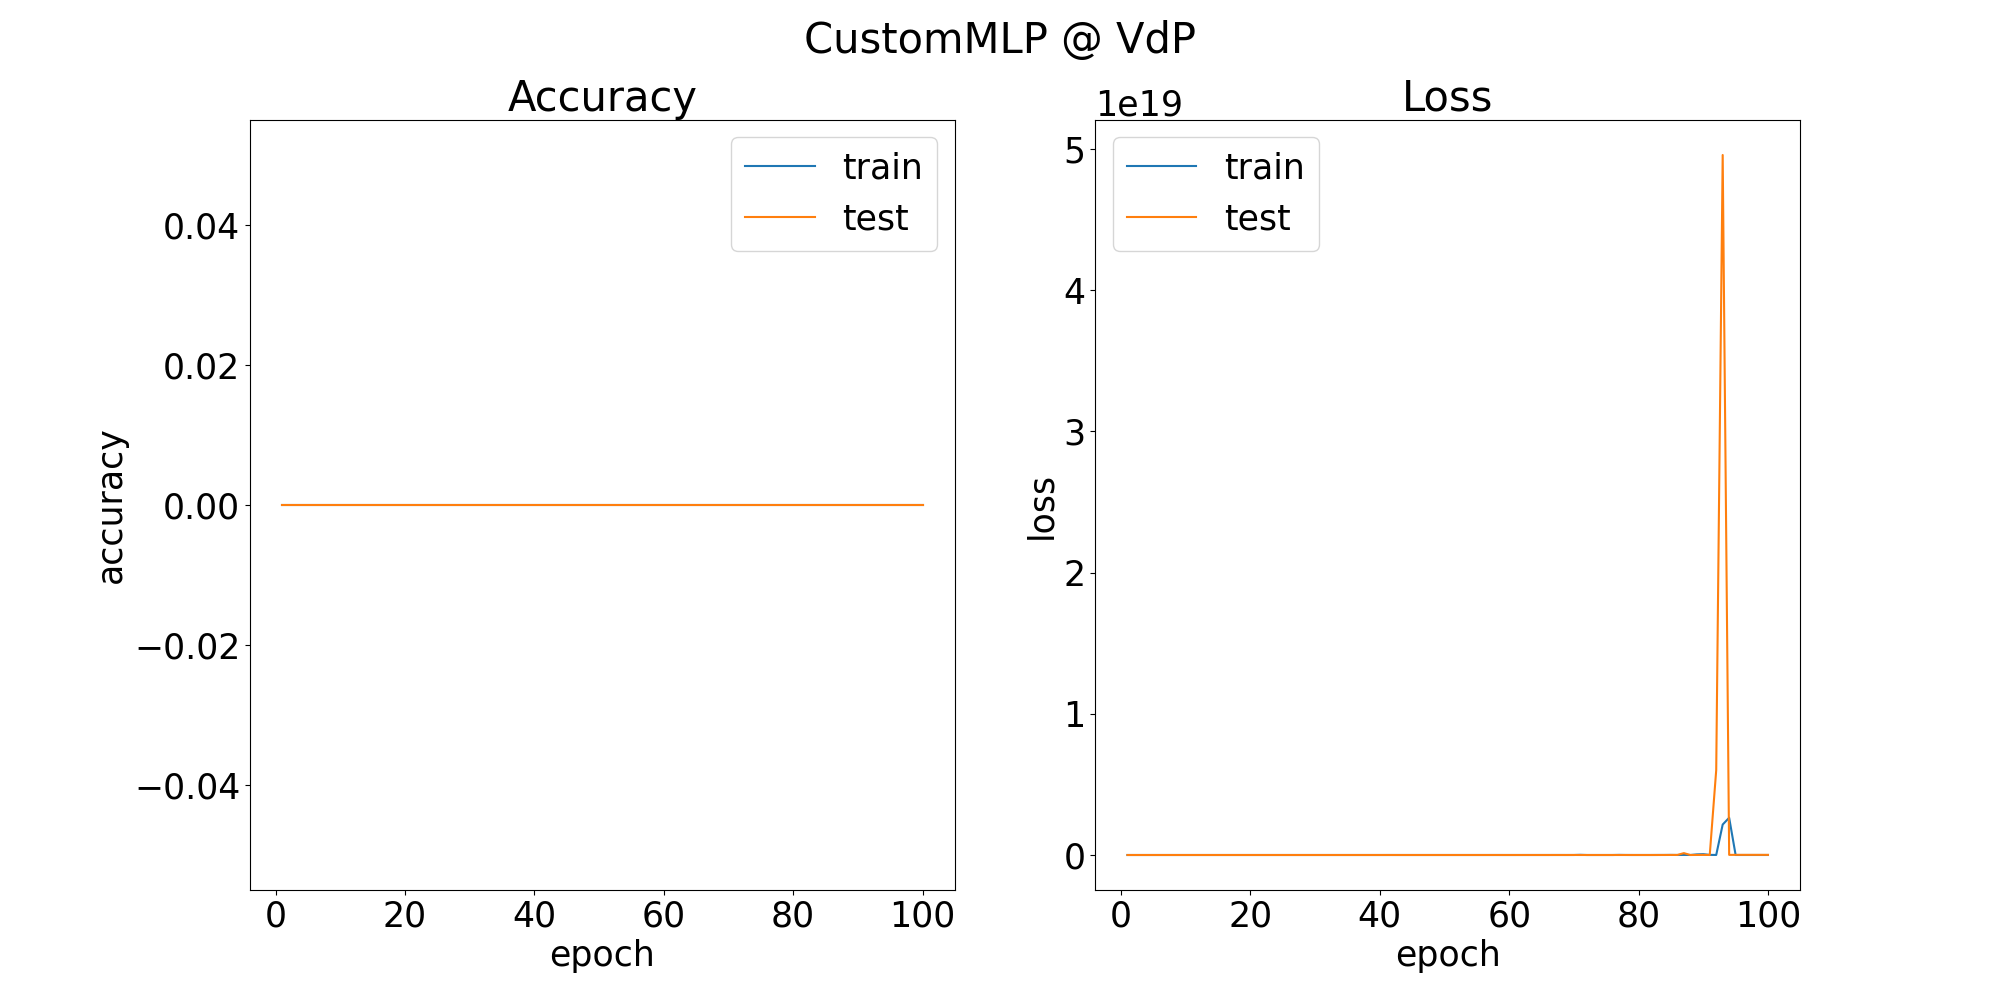 CustomMLP @ VdP
Accuracy
train
test
0.04
0.02
0.00
−0.02
−0.04
accuracy
0 20 40 60 80 100
epoch
Loss
1e19
train
test
5
4
3
2
1
0
loss
0 20 40 60 80 100
epoch